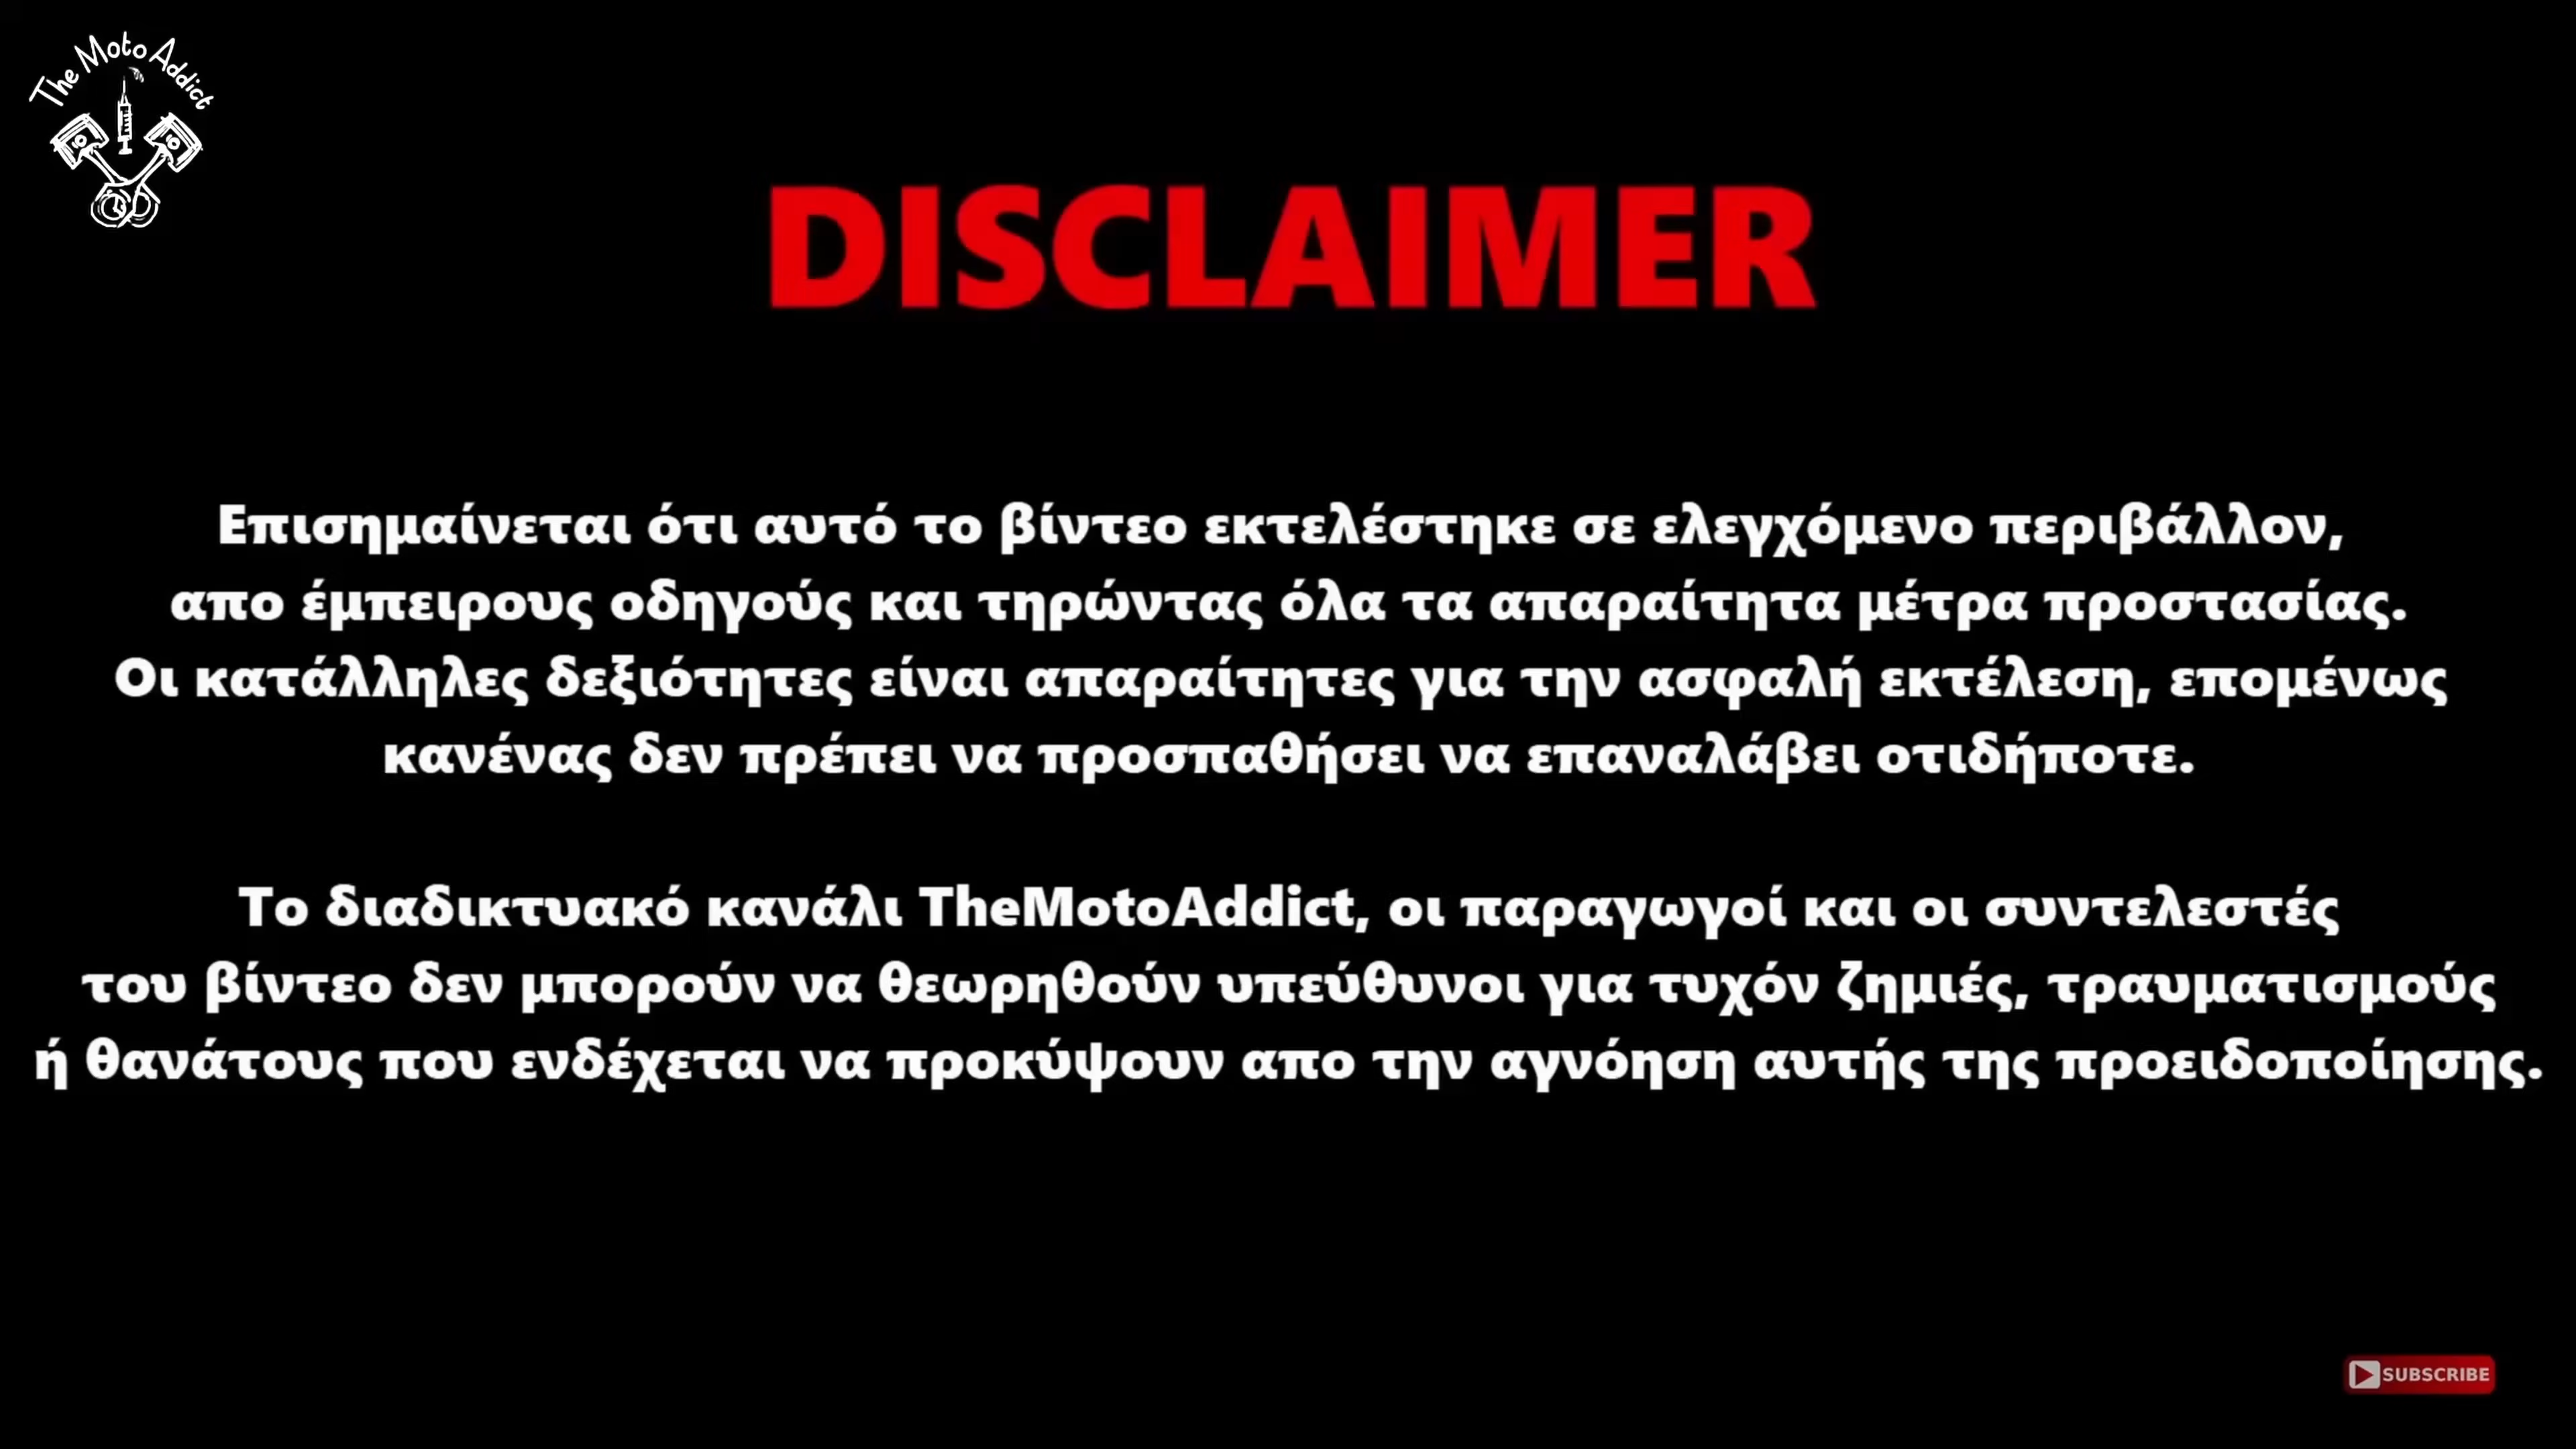 The Moto Addict
DISCLAIMER
Επισημαίνεται ότι αυτό το βίντεο εκτελέστηκε σε ελεγχόμενο περιβάλλον,
απο έμπειρους οδηγούς και τηρώντας όλα τα απαραίτητα μέτρα προστασίας.
Οι κατάλληλες δεξιότητες είναι απαραίτητες για την ασφαλή εκτέλεση, επομένως
κανένας δεν πρέπει να προσπαθήσει να επαναλάβει οτιδήποτε.
Το διαδικτυακό κανάλι TheMotoAddict, οι παραγωγοί και οι συντελεστές
του βίντεο δεν μπορούν να θεωρηθούν υπεύθυνοι για τυχόν ζημιές, τραυματισμούς
ή θανάτους που ενδέχεται να προκύψουν απο την αγνόηση αυτής της προειδοποίησης.
SUBSCRIBE